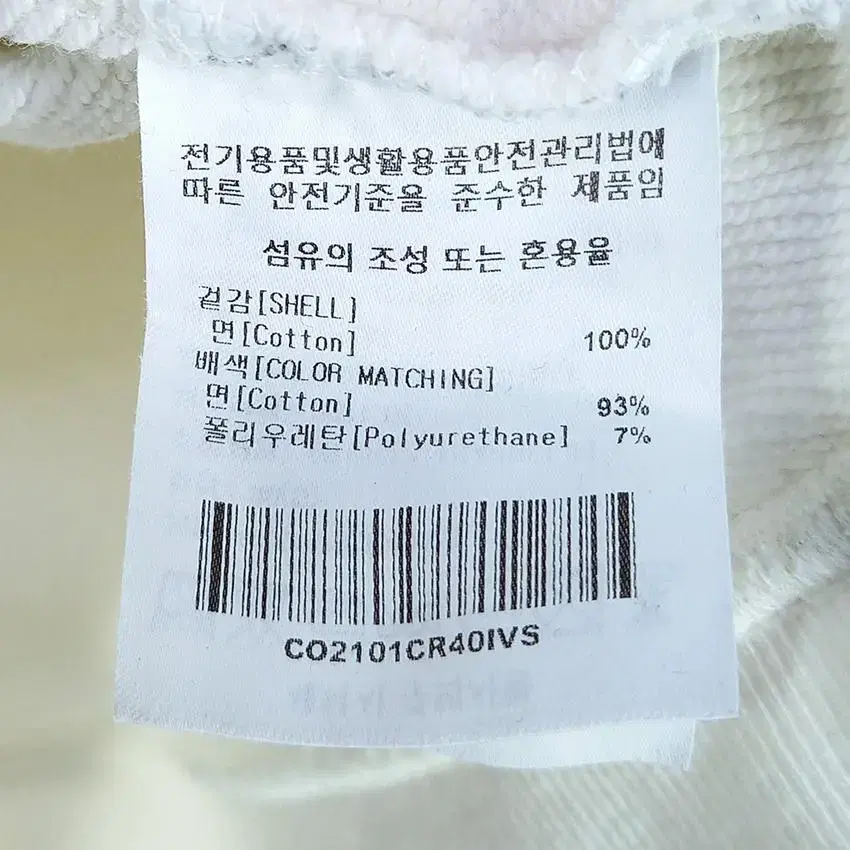 전기용품및생활용품안전관리법에
따른 안전기준을 준수한 제품임
섬유의 조성 또는 혼용율
겉감[SHELL]
면[Cotton] 100%
배색[COLOR MATCHING]
면[Cotton] 93%
폴리우레탄[Polyurethane] 7%
CO2101CR40IVS